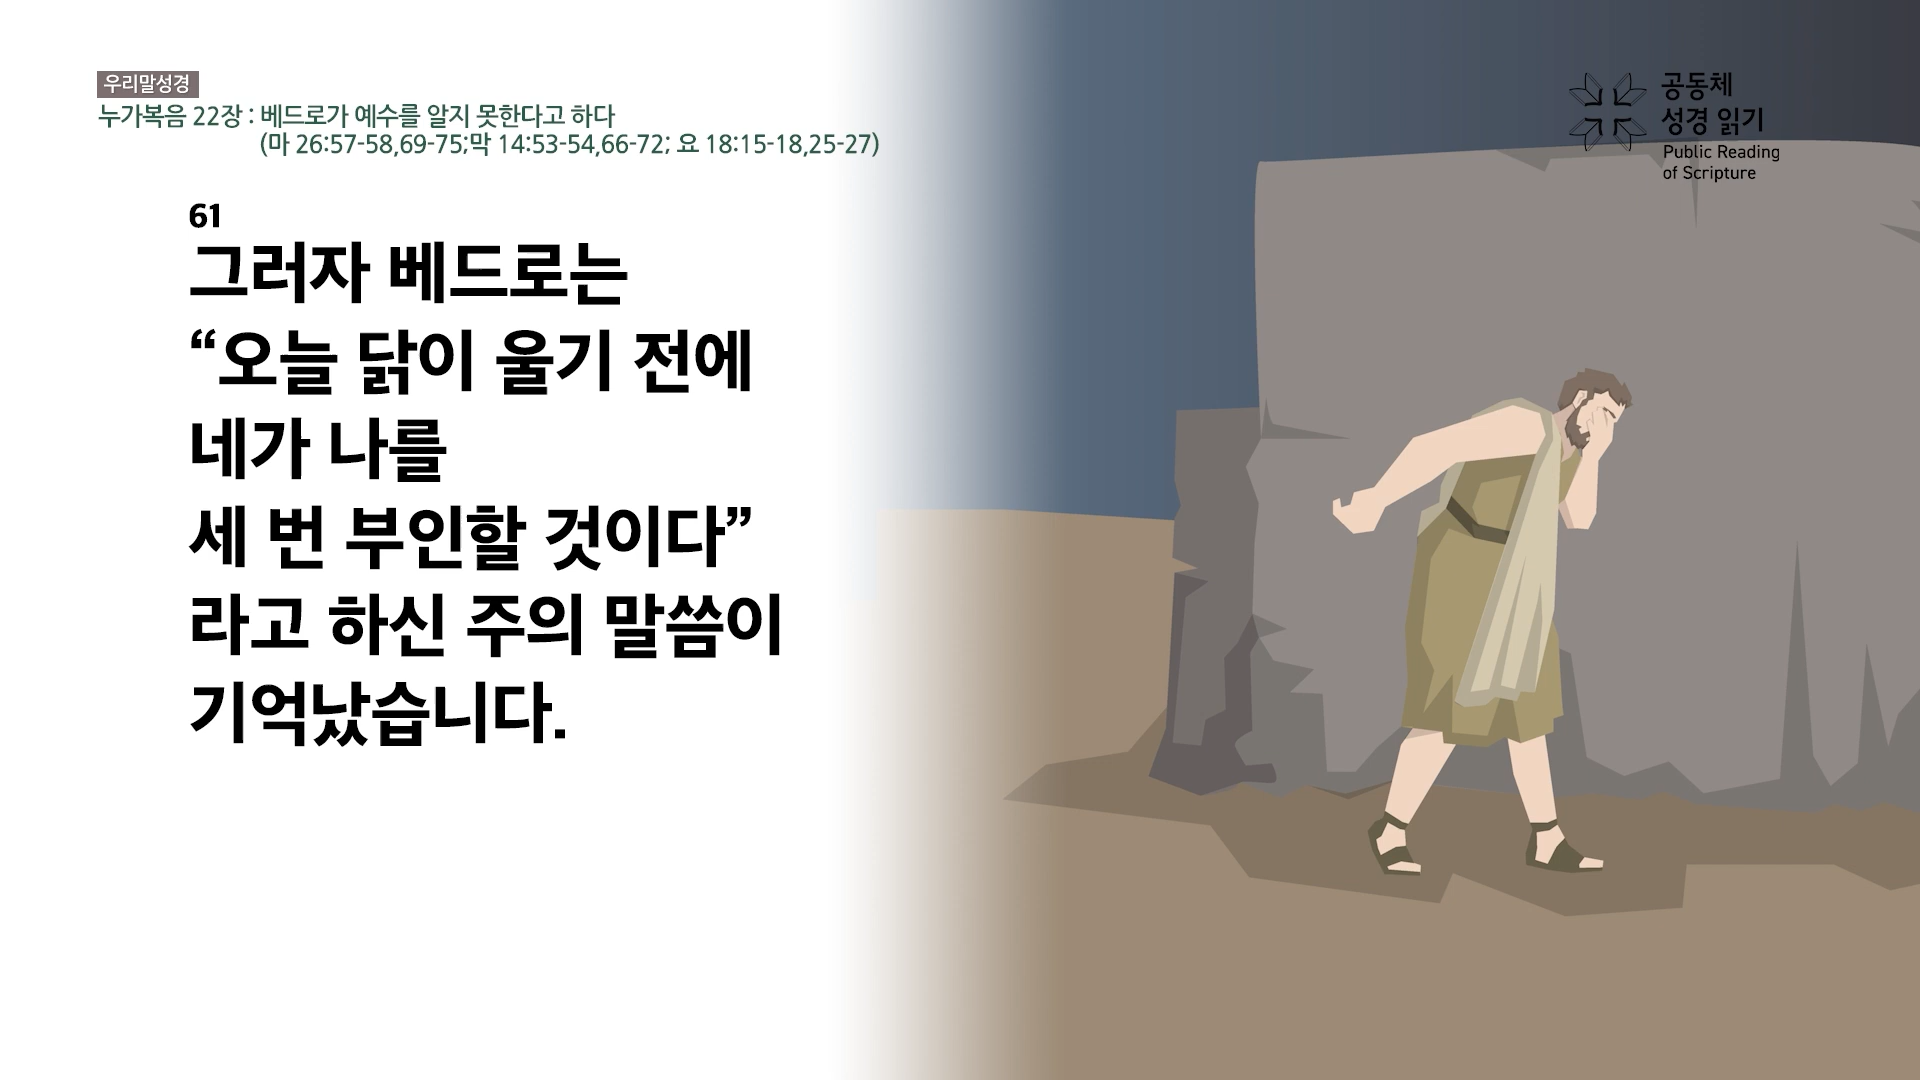 우리말성경
누가복음 22장 : 베드로가 예수를 알지 못한다고 하다
(마 26:57-58,69-75;막 14:53-54,66-72; 요 18:15-18,25-27)
61
그러자 베드로는
“오늘 닭이 울기 전에
네가 나를
세 번 부인할 것이다”
라고 하신 주의 말씀이
기억났습니다.
공동체
성경 읽기
Public Reading
of Scripture